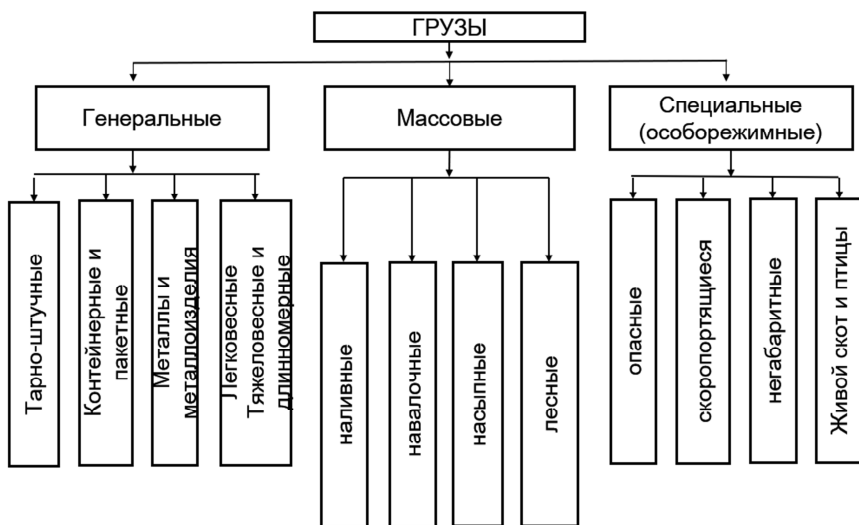 ГРУЗЫ
Генеральные
Массовые
Специальные
(особорежимные)
Тарно-штучные
Контейнерные и
пакетные
Металлы и
металлоизделия
Легковесные
Тяжеловесные и
длинномерные
наливные
навалочные
насыпные
лесные
опасные
скоропортящиеся
негабаритные
Живой скот и птицы